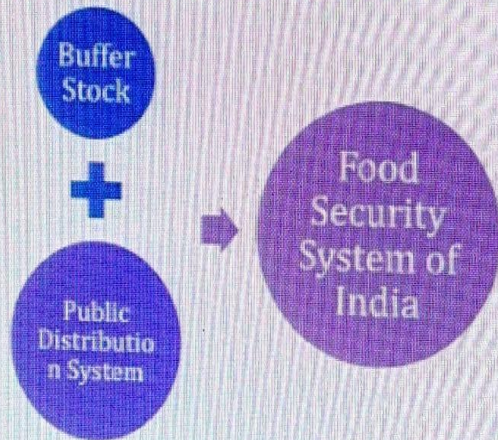 Buffer
Stock
Public
Distributio
n System
Food
Security
System of
India